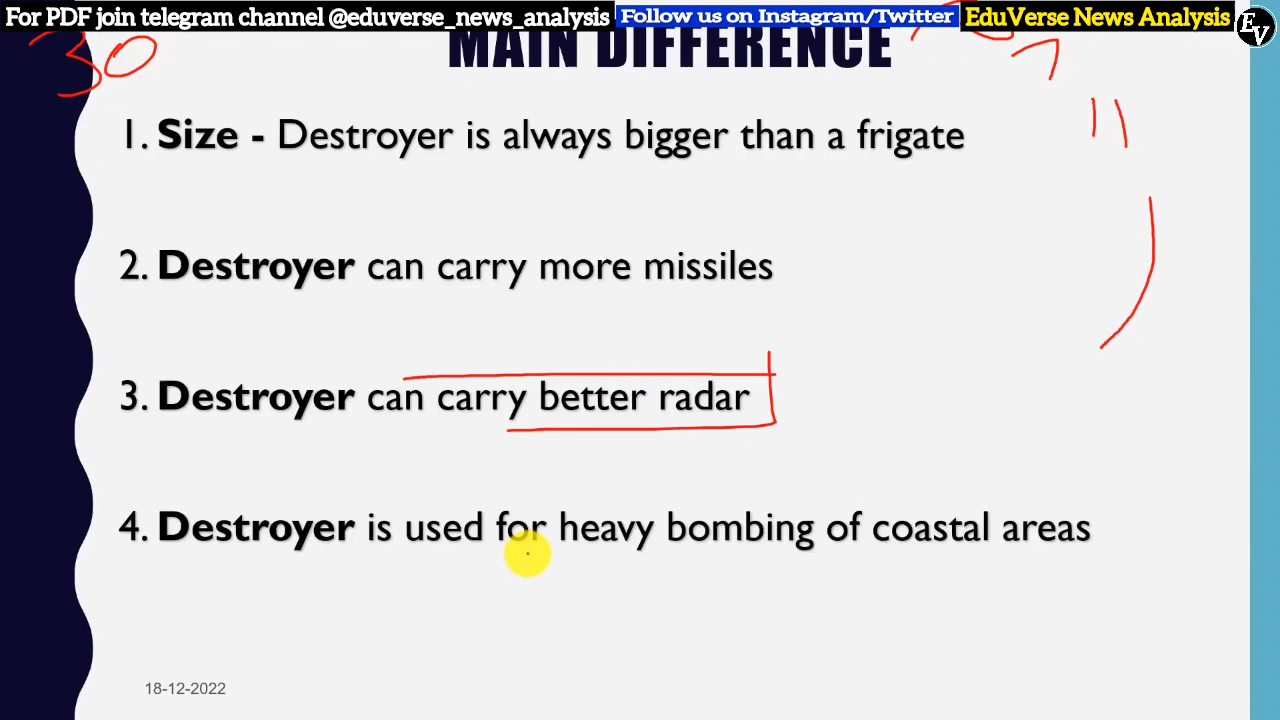 For PDF join telegram channel @eduverse_news_analysis Follow us on Instagram/Twitter EduVerse News Analysis EV
MAIN DIFFERENCE
30
1. Size - Destroyer is always bigger than a frigate
2. Destroyer can carry more missiles
3. Destroyer can carry better radar
4. Destroyer is used for heavy bombing of coastal areas
18-12-2022